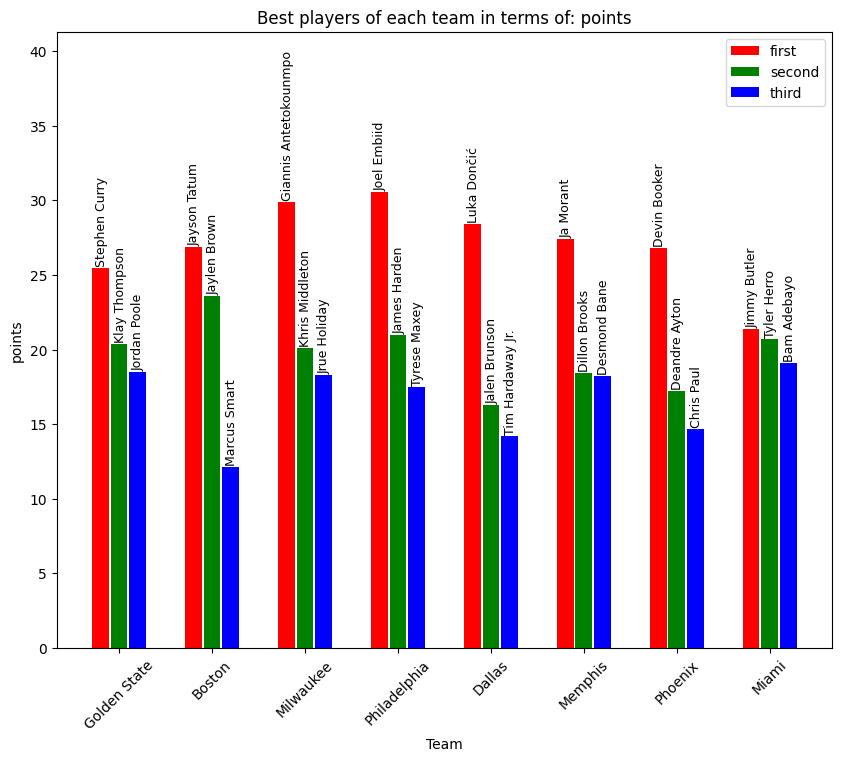 Best players of each team in terms of: points
first
second
third
40
35
30
25
20
15
10
5
0
points
Stephen Curry
Klay Thompson
Jordan Poole
Jayson Tatum
Jaylen Brown
Marcus Smart
Giannis Antetokounmpo
Khris Middleton
Jrue Holiday
Joel Embiid
James Harden
Tyrese Maxey
Luka Dončić
Jalen Brunson
Tim Hardaway Jr.
Ja Morant
Dillon Brooks
Desmond Bane
Devin Booker
Deandre Ayton
Chris Paul
Jimmy Butler
Tyler Herro
Bam Adebayo
Golden State
Boston
Milwaukee
Philadelphia
Dallas
Memphis
Phoenix
Miami
Team